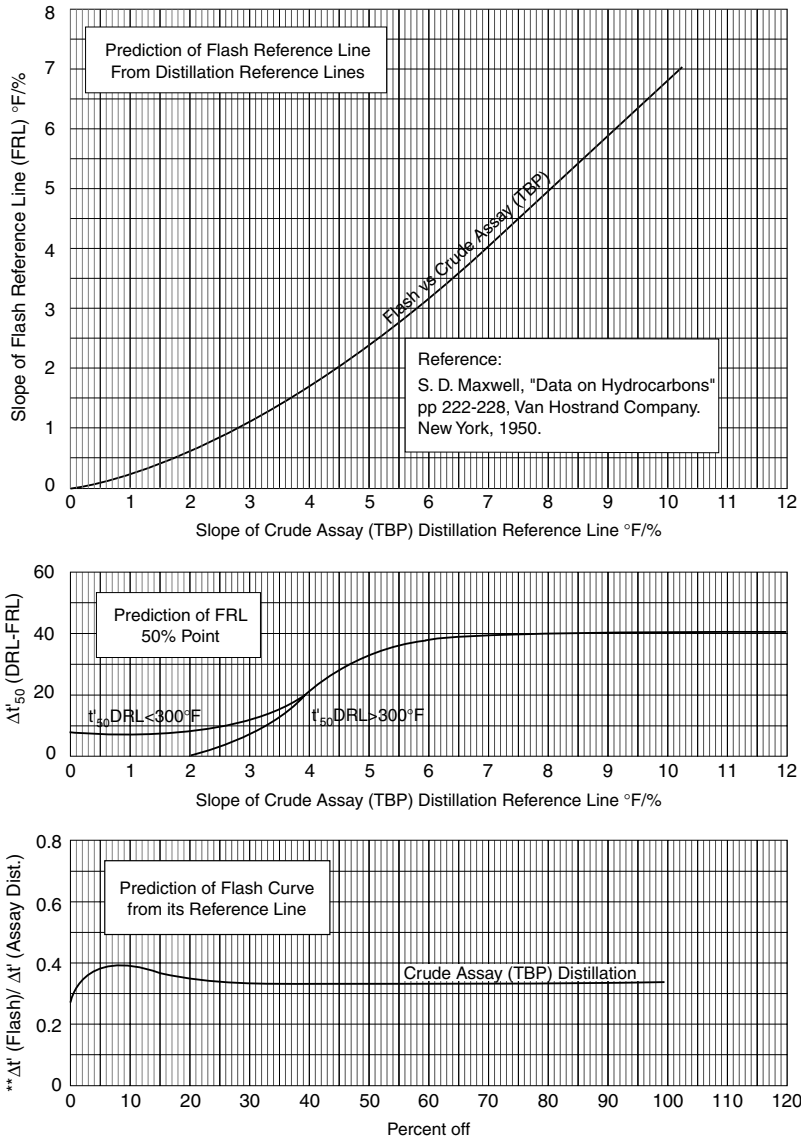 Prediction of Flash Reference Line
From Distillation Reference Lines
8
7
6
5
4
3
2
1
0
Slope of Flash Reference Line (FRL) °F/%
Flash vs Crude Assay (TBP)
Reference:
S. D. Maxwell, "Data on Hydrocarbons"
pp 222-228, Van Hostrand Company.
New York, 1950.
0 1 2 3 4 5 6 7 8 9 10 11 12
Slope of Crude Assay (TBP) Distillation Reference Line °F/%
60
40
20
0
Δt'50 (DRL-FRL)
Prediction of FRL
50% Point
t'50DRL<300°F
t'50DRL>300°F
0 1 2 3 4 5 6 7 8 9 10 11 12
Slope of Crude Assay (TBP) Distillation Reference Line °F/%
0.8
0.6
0.4
0.2
0
**Δt' (Flash)/ Δt' (Assay Dist.)
Prediction of Flash Curve
from its Reference Line
Crude Assay (TBP) Distillation
0 10 20 30 40 50 60 70 80 90 100 110 120
Percent off